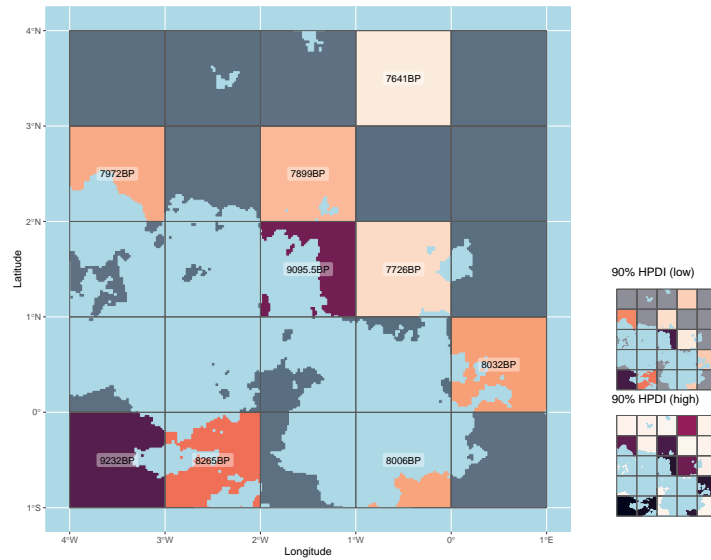 4°N
7641BP
3°N
7972BP
7899BP
2°N
9095.5BP
7726BP
Latitude
1°N
8032BP
0°
9232BP
8265BP
8006BP
1°S
4°W
3°W
2°W
1°W
0°
1°E
Longitude
90% HPDI (low)
90% HPDI (high)